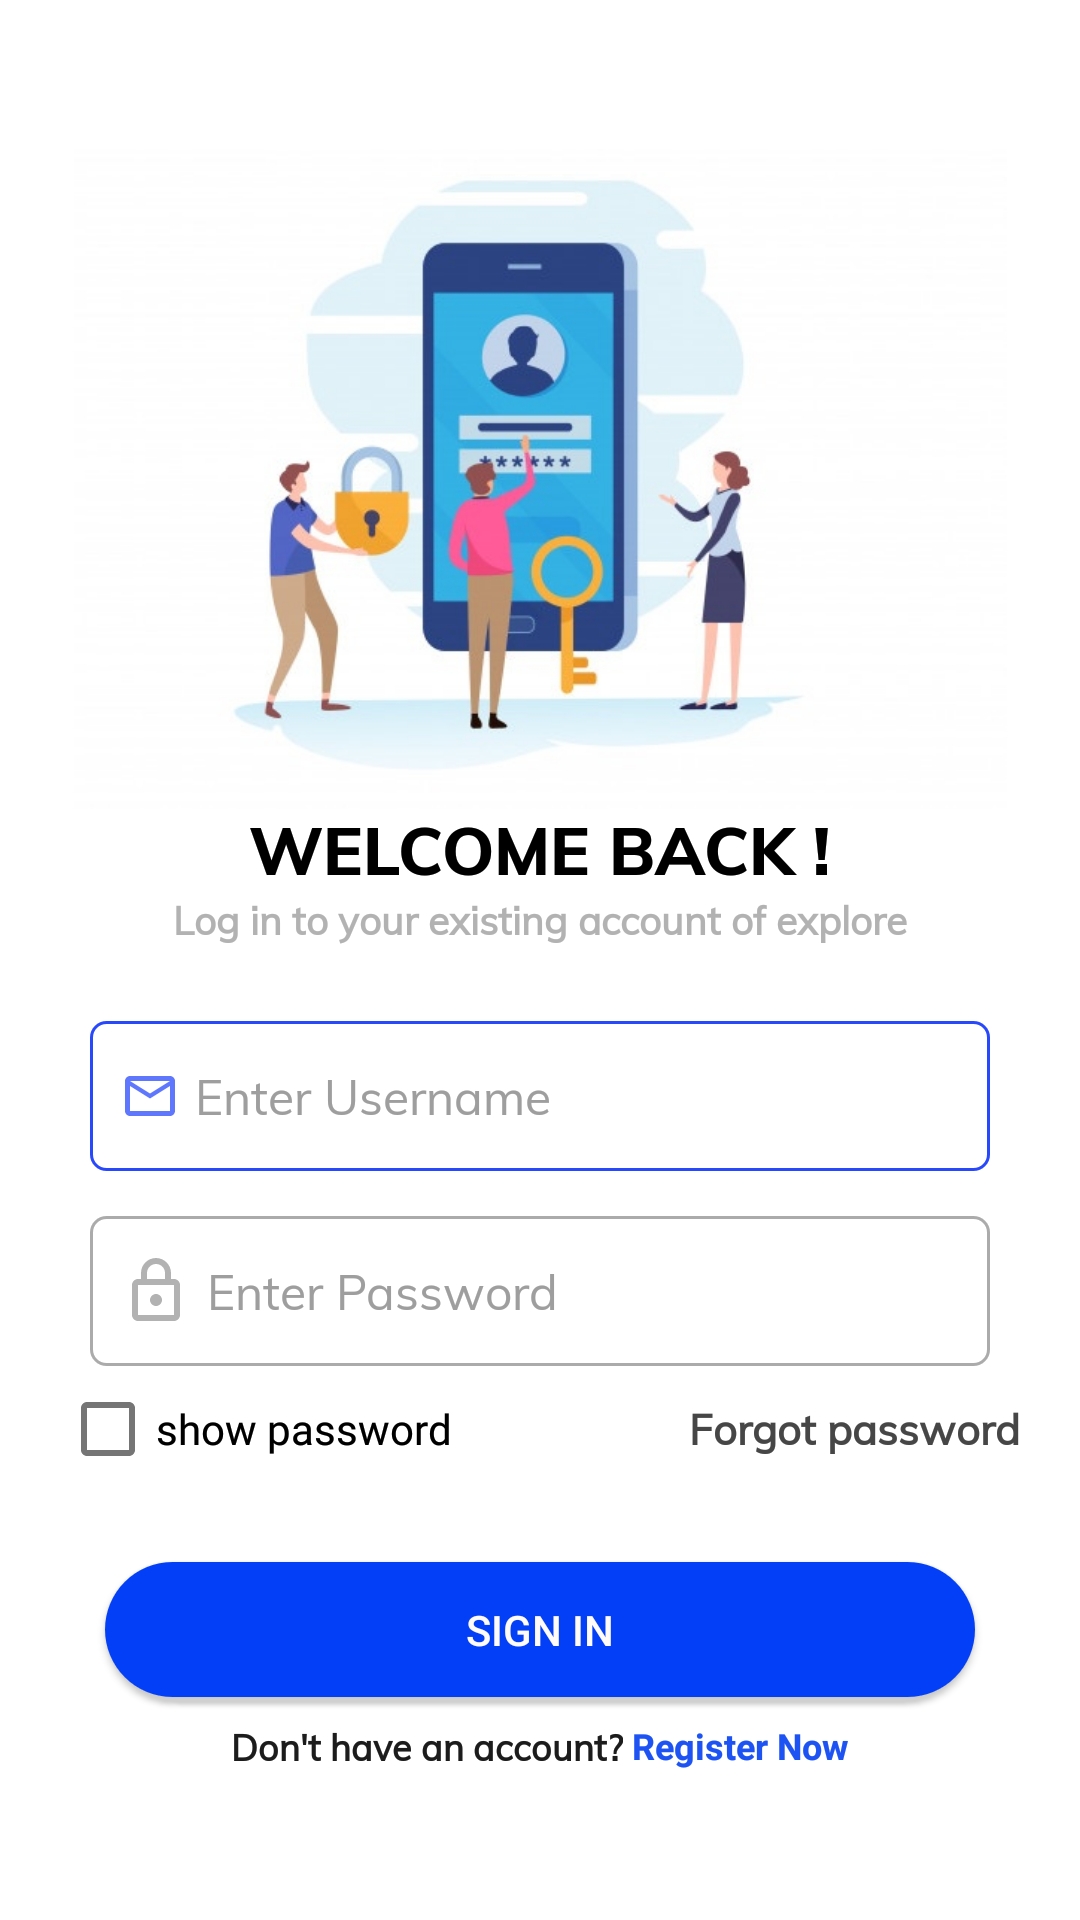 ******
WELCOME BACK !
Log in to your existing account of explore
Enter Username
Enter Password
show password
Forgot password
SIGN IN
Don't have an account? Register Now